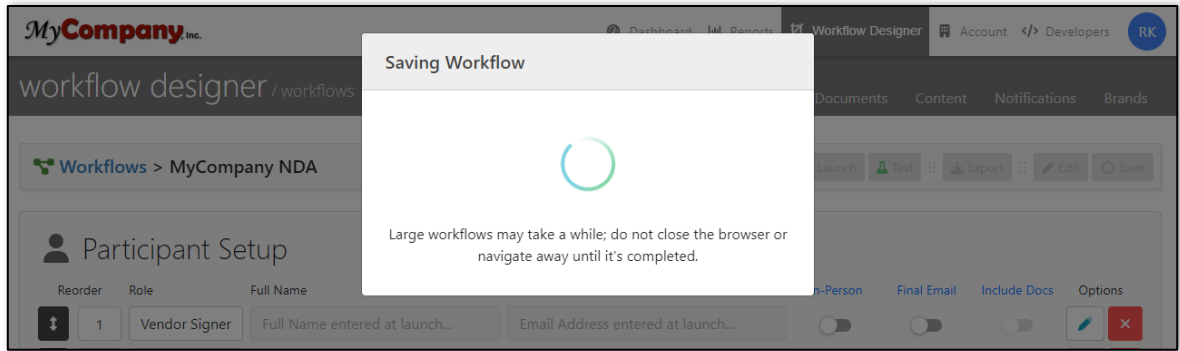 MyCompany, Inc.
Dashboard Reports Workflow Designer Account </> Developers RK
Saving Workflow
workflow designer / workflows
Documents Content Notifications Brands
Workflows > MyCompany NDA
Launch Test Export Edit Save
Large workflows may take a while; do not close the browser or
navigate away until it's completed.
Participant Setup
Reorder Role Full Name n-Person Final Email Include Docs Options
1 Vendor Signer Full Name entered at launch... Email Address entered at launch...